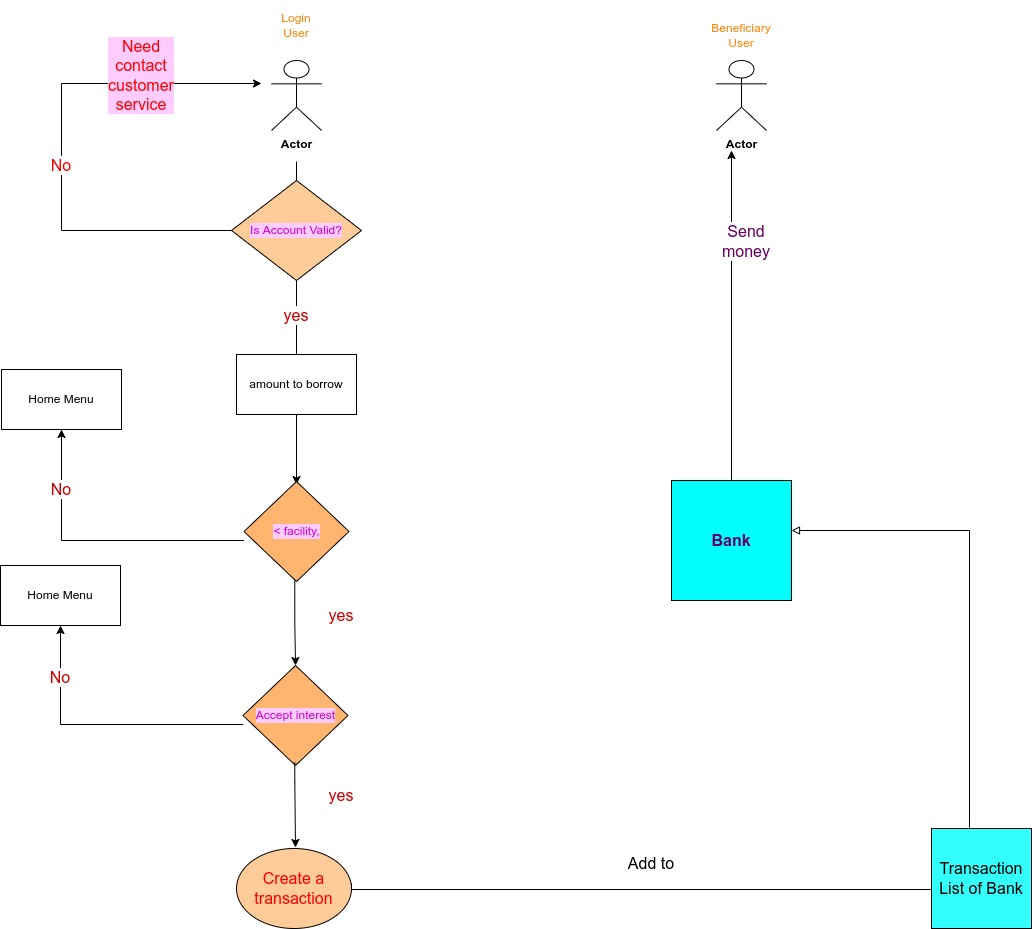 Login
User
Beneficiary
User
Need
contact
customer
service
Actor
Actor
No
Is Account Valid?
Send
money
yes
amount to borrow
Home Menu
No
< facility,
Bank
Home Menu
yes
No
Accept interest
yes
Add to
Create a
transaction
Transaction
List of Bank